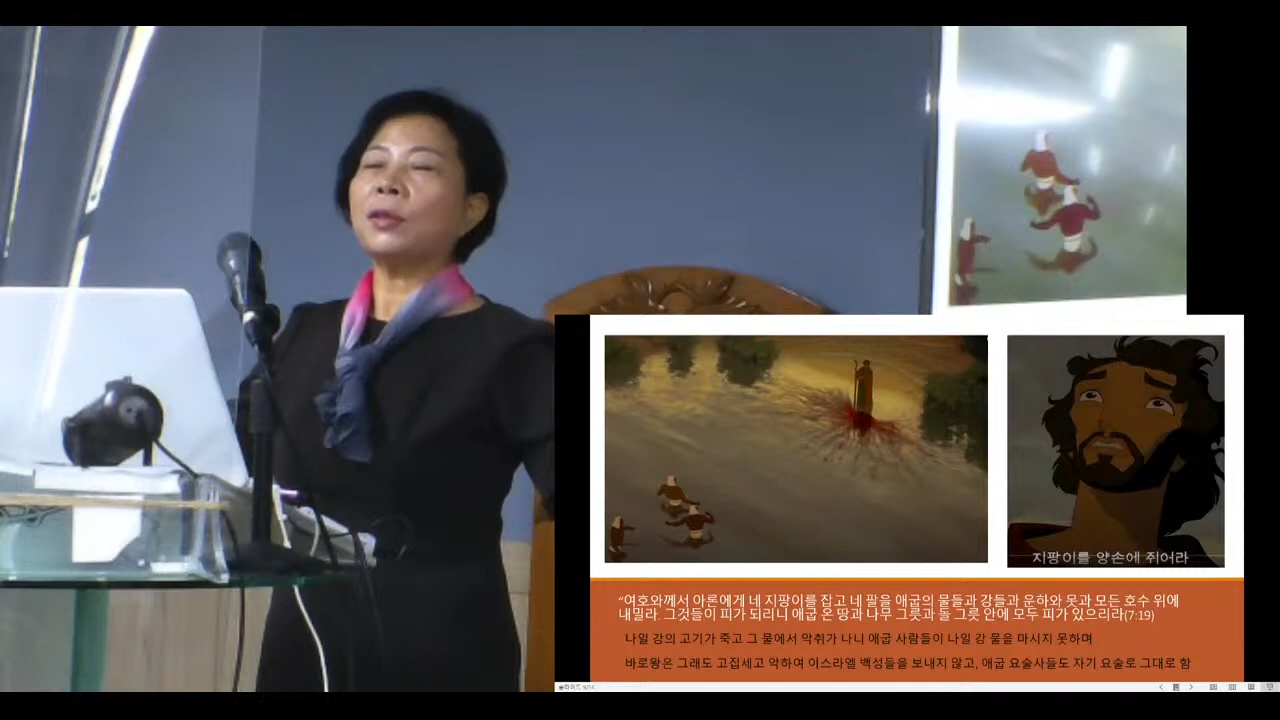 지팡이를 양손에 쥐어라
“여호와께서 아론에게 네 지팡이를 잡고 네 팔을 애굽의 물들과 강들과 운하와 못과 모든 호수 위에
내밀라. 그것들이 피가 되리니 애굽 온 땅과 나무 그릇과 돌 그릇 안에 모두 피가 있으리라(7:19)
나일 강의 고기가 죽고 그 물에서 악취가 나니 애굽 사람들이 나일 강 물을 마시지 못하며
바로왕은 그래도 고집세고 악하여 이스라엘 백성들을 보내지 않고, 애굽 요술사들도 자기 요술로 그대로 함